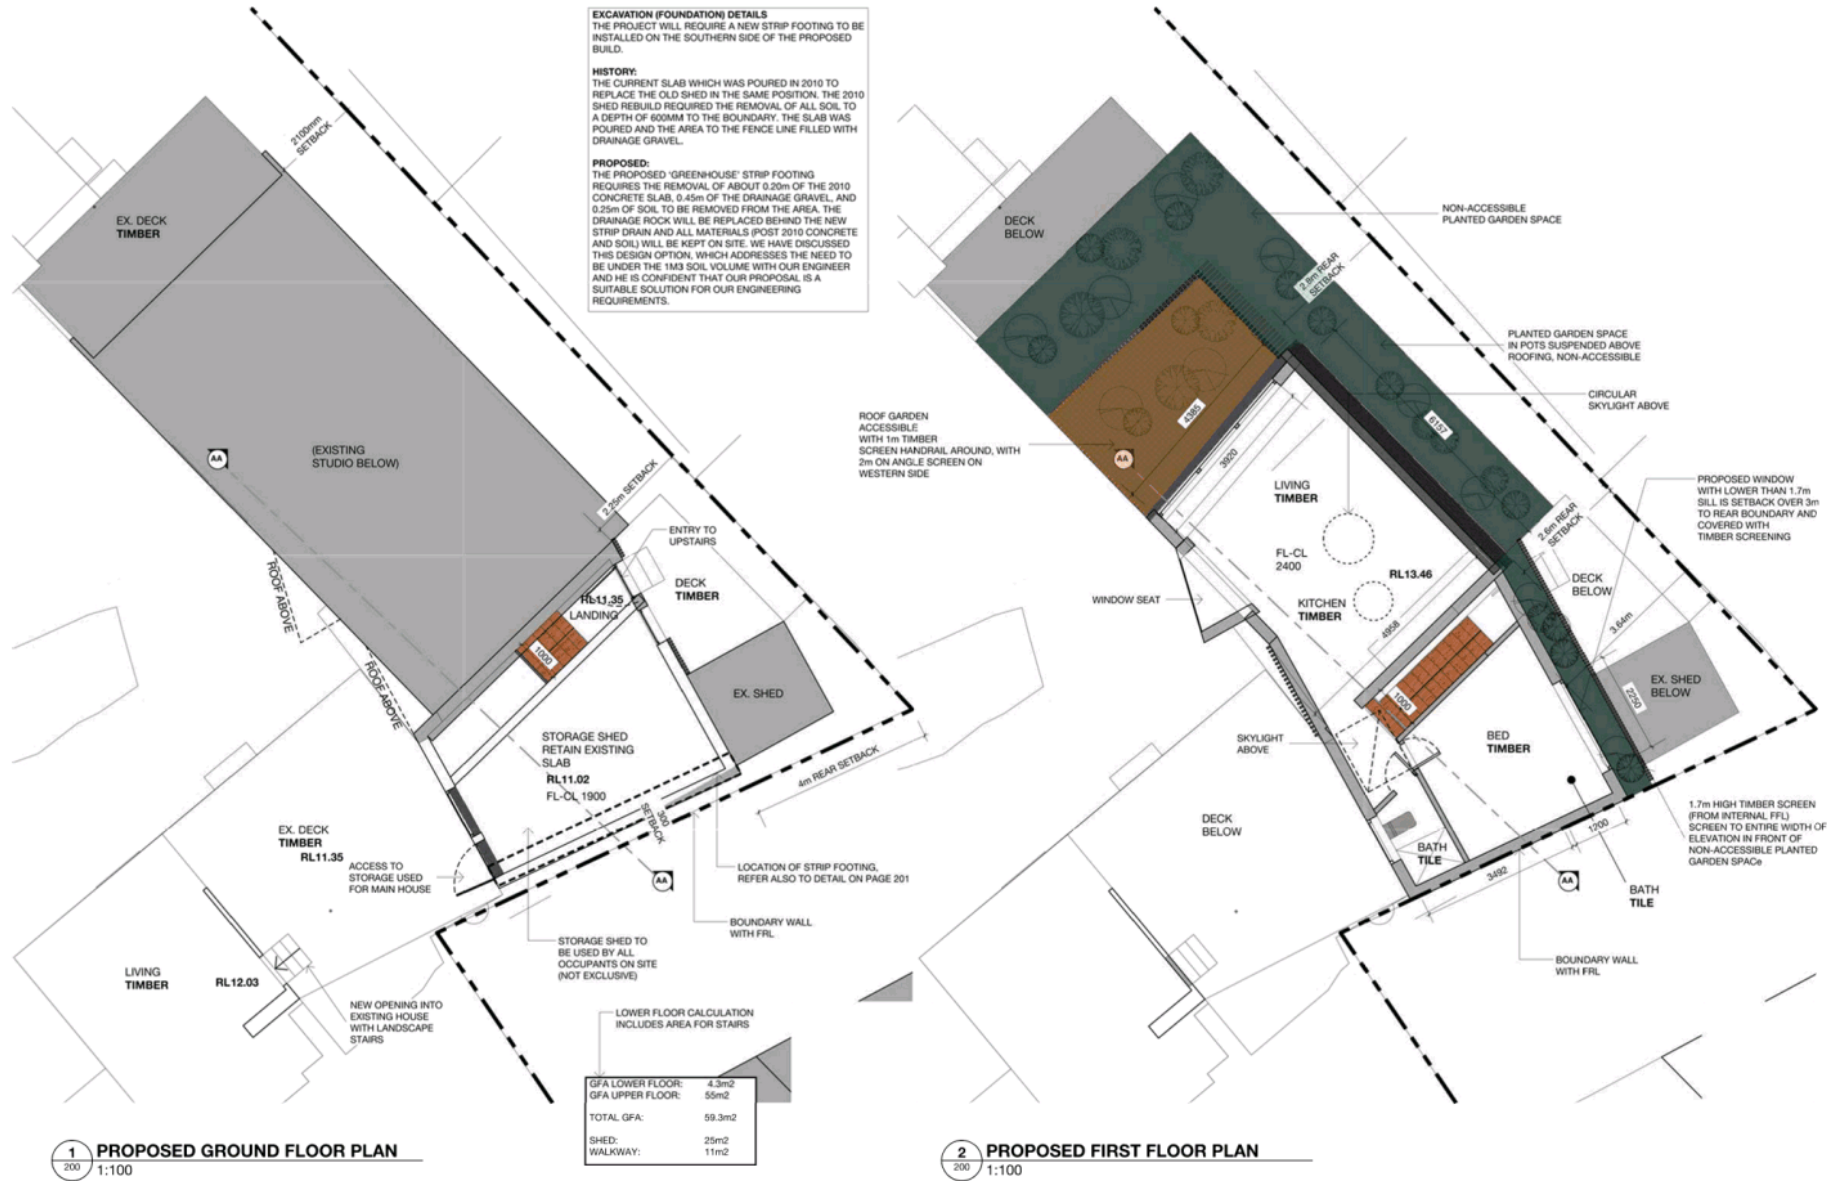 EXCAVATION (FOUNDATION) DETAILS
THE PROJECT WILL REQUIRE A NEW STRIP FOOTING TO BE
INSTALLED ON THE SOUTHERN SIDE OF THE PROPOSED
BUILD.
HISTORY:
THE CURRENT SLAB WHICH WAS POURED IN 2010 TO
REPLACE THE OLD SHED IN THE SAME POSITION. THE 2010
SHED REBUILD REQUIRED THE REMOVAL OF ALL SOIL TO
A DEPTH OF 600MM TO THE BOUNDARY. THE SLAB WAS
POURED AND THE AREA TO THE FENCE LINE FILLED WITH
DRAINAGE GRAVEL.
PROPOSED:
THE PROPOSED 'GREENHOUSE' STRIP FOOTING
REQUIRES THE REMOVAL OF ABOUT 0.20m OF THE 2010
CONCRETE SLAB, 0.45m OF THE DRAINAGE GRAVEL, AND
0.25m OF SOIL TO BE REMOVED FROM THE AREA. THE
DRAINAGE ROCK WILL BE REPLACED BEHIND THE NEW
STRIP DRAIN AND ALL MATERIALS (POST 2010 CONCRETE
AND SOIL) WILL BE KEPT ON SITE. WE HAVE DISCUSSED
THIS DESIGN OPTION, WHICH ADDRESSES THE NEED TO
BE UNDER THE 1M3 SOIL VOLUME WITH OUR ENGINEER
AND HE IS CONFIDENT THAT OUR PROPOSAL IS A
SUITABLE SOLUTION FOR OUR ENGINEERING
REQUIREMENTS.
2100mm
SETBACK
EX. DECK
TIMBER
AA
(EXISTING
STUDIO BELOW)
2.25m SETBACK
ENTRY TO
UPSTAIRS
ROOF ABOVE
ROOF ABOVE
DECK
TIMBER
RL11.35
LANDING
1000
EX. SHED
STORAGE SHED
RETAIN EXISTING
SLAB
RL11.02
FL-CL 1900
300
SETBACK
4m REAR SETBACK
EX. DECK
TIMBER
RL11.35
ACCESS TO
STORAGE USED
FOR MAIN HOUSE
AA
LOCATION OF STRIP FOOTING,
REFER ALSO TO DETAIL ON PAGE 201
BOUNDARY WALL
WITH FRL
STORAGE SHED TO
BE USED BY ALL
OCCUPANTS ON SITE
(NOT EXCLUSIVE)
LIVING
TIMBER
RL12.03
NEW OPENING INTO
EXISTING HOUSE
WITH LANDSCAPE
STAIRS
LOWER FLOOR CALCULATION
INCLUDES AREA FOR STAIRS
GFA LOWER FLOOR: 4.3m2
GFA UPPER FLOOR: 55m2
TOTAL GFA: 59.3m2
SHED: 25m2
WALKWAY: 11m2
1
200
PROPOSED GROUND FLOOR PLAN
1:100
DECK
BELOW
NON-ACCESSIBLE
PLANTED GARDEN SPACE
2.8m REAR
SETBACK
PLANTED GARDEN SPACE
IN POTS SUSPENDED ABOVE
ROOFING, NON-ACCESSIBLE
CIRCULAR
SKYLIGHT ABOVE
ROOF GARDEN
ACCESSIBLE
WITH 1m TIMBER
SCREEN HANDRAIL AROUND, WITH
2m ON ANGLE SCREEN ON
WESTERN SIDE
4385
AA
3920
6157
LIVING
TIMBER
PROPOSED WINDOW
WITH LOWER THAN 1.7m
SILL IS SETBACK OVER 3m
TO REAR BOUNDARY AND
COVERED WITH
TIMBER SCREENING
2.6m REAR
SETBACK
FL-CL
2400
RL13.46
DECK
BELOW
WINDOW SEAT
KITCHEN
TIMBER
4958
3.64m
EX. SHED
BELOW
2250
1000
SKYLIGHT
ABOVE
BED
TIMBER
DECK
BELOW
1.7m HIGH TIMBER SCREEN
(FROM INTERNAL FFL)
SCREEN TO ENTIRE WIDTH OF
ELEVATION IN FRONT OF
NON-ACCESSIBLE PLANTED
GARDEN SPACe
1200
BATH
TILE
3492
AA
BATH
TILE
BOUNDARY WALL
WITH FRL
2
200
PROPOSED FIRST FLOOR PLAN
1:100